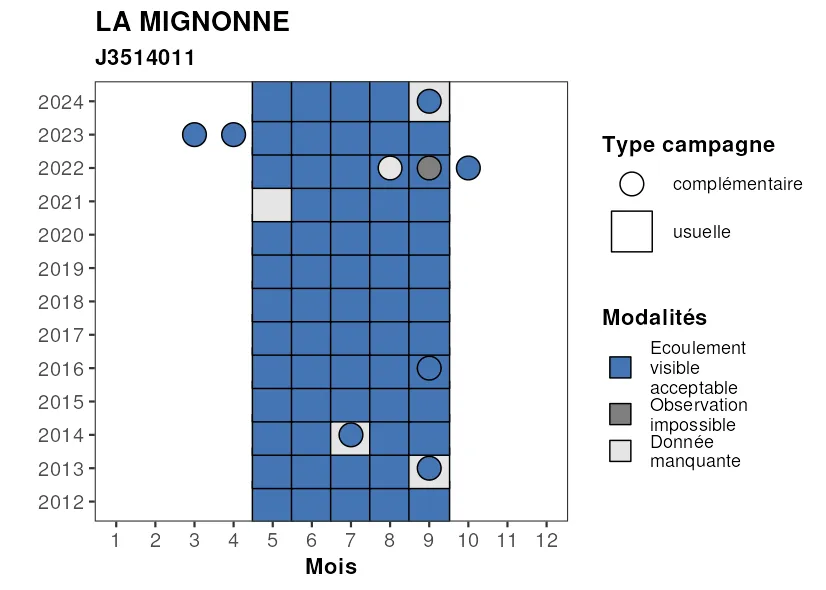 LA MIGNONNE
J3514011
2024
2023
2022
2021
2020
2019
2018
2017
2016
2015
2014
2013
2012
1 2 3 4 5 6 7 8 9 10 11 12
Mois
Type campagne
complémentaire
usuelle
Modalités
Ecoulement
visible
acceptable
Observation
impossible
Donnée
manquante